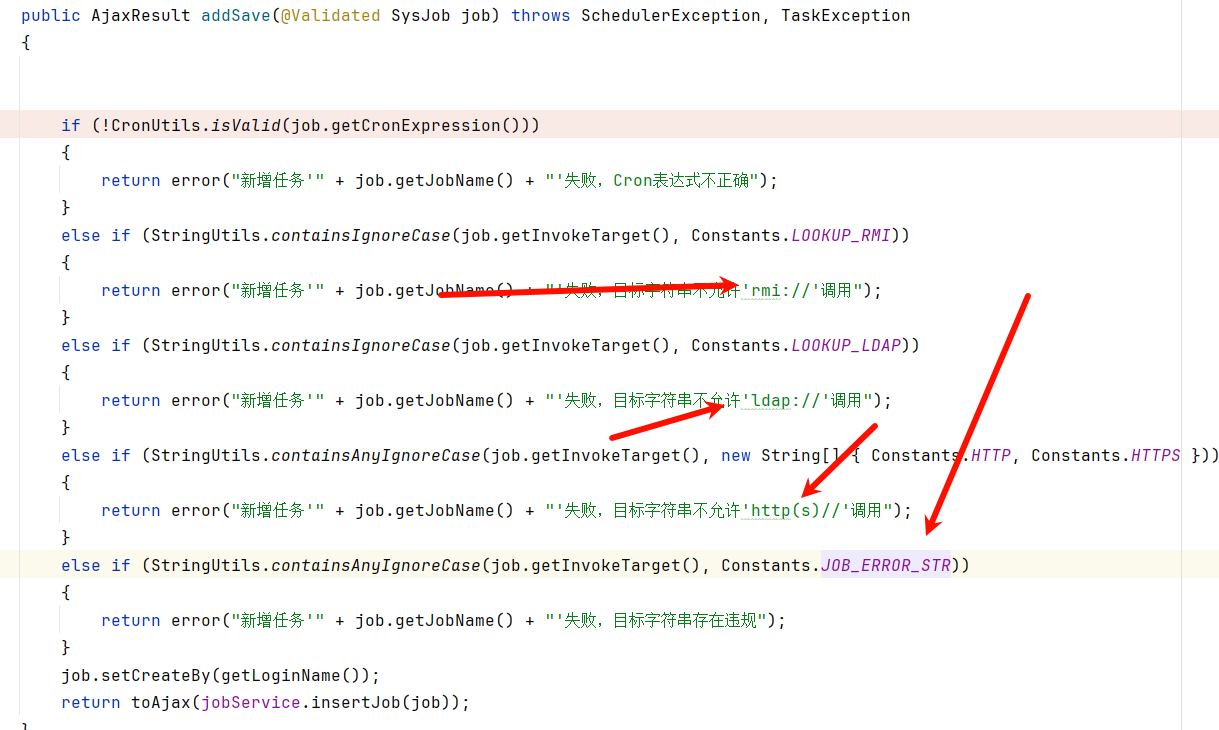 public AjaxResult addSave(@Validated SysJob job) throws SchedulerException, TaskException
{
if (!CronUtils.isValid(job.getCronExpression()))
{
return error("新增任务'" + job.getJobName() + "'失败，Cron表达式不正确");
}
else if (StringUtils.containsIgnoreCase(job.getInvokeTarget(), Constants.LOOKUP_RMI))
{
return error("新增任务'" + job.getJobName() + "'失败，目标字符串不允许'rmi://'调用");
}
else if (StringUtils.containsIgnoreCase(job.getInvokeTarget(), Constants.LOOKUP_LDAP))
{
return error("新增任务'" + job.getJobName() + "'失败，目标字符串不允许'ldap://'调用");
}
else if (StringUtils.containsAnyIgnoreCase(job.getInvokeTarget(), new String[] { Constants.HTTP, Constants.HTTPS }))
{
return error("新增任务'" + job.getJobName() + "'失败，目标字符串不允许'http(s)//'调用");
}
else if (StringUtils.containsAnyIgnoreCase(job.getInvokeTarget(), Constants.JOB_ERROR_STR))
{
return error("新增任务'" + job.getJobName() + "'失败，目标字符串存在违规");
}
job.setCreateBy(getLoginName());
return toAjax(jobService.insertJob(job));
}